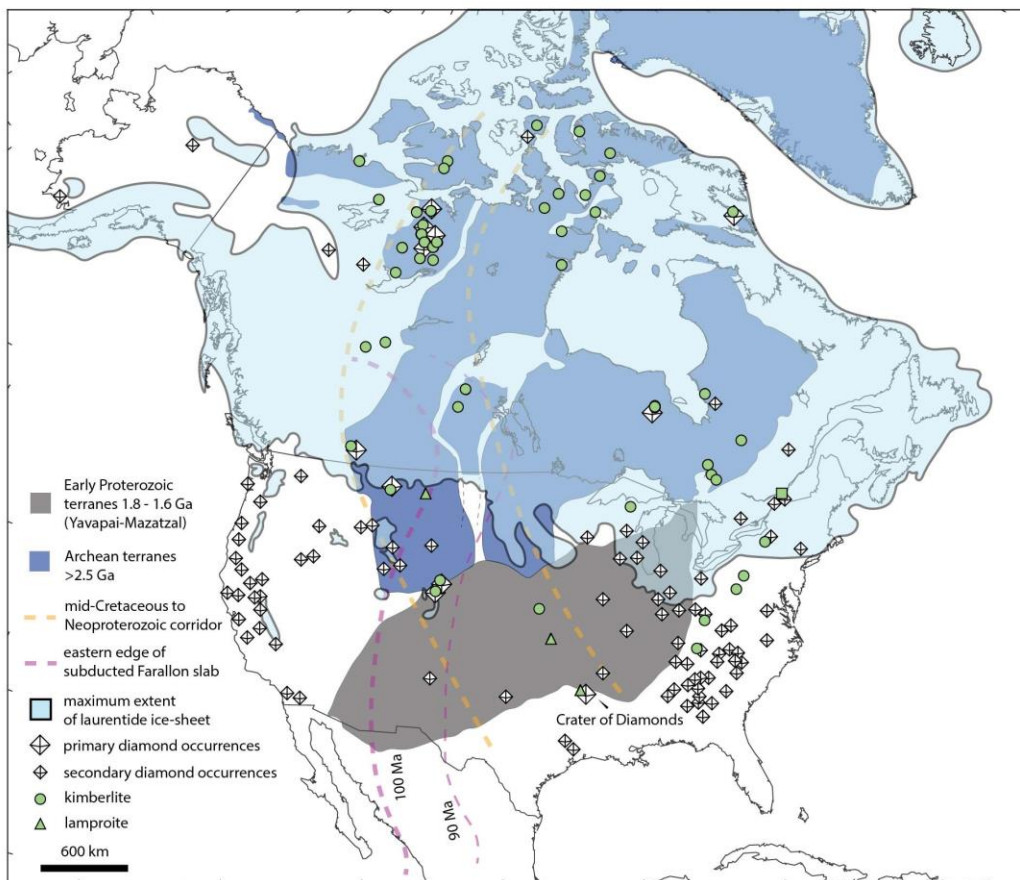 Early Proterozoic
terranes 1.8 - 1.6 Ga
(Yavapai-Mazatzal)
Archean terranes
>2.5 Ga
mid-Cretaceous to
Neoproterozoic corridor
eastern edge of
subducted Farallon slab
maximum extent
of laurentide ice-sheet
primary diamond occurrences
secondary diamond occurrences
kimberlite
lamproite
600 km
100 Ma
90 Ma
Crater of Diamonds